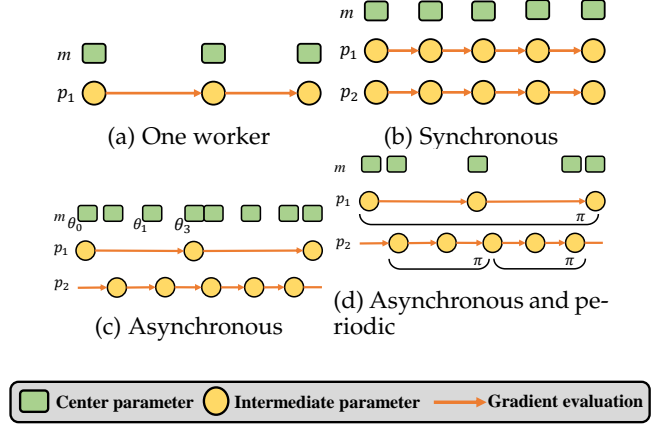 m
p1
(a) One worker
m
p1
p2
(b) Synchronous
m θ0 θ1 θ3
p1
p2
(c) Asynchronous
m
p1
π
p2
π π
(d) Asynchronous and pe-
riodic
Center parameter Intermediate parameter Gradient evaluation